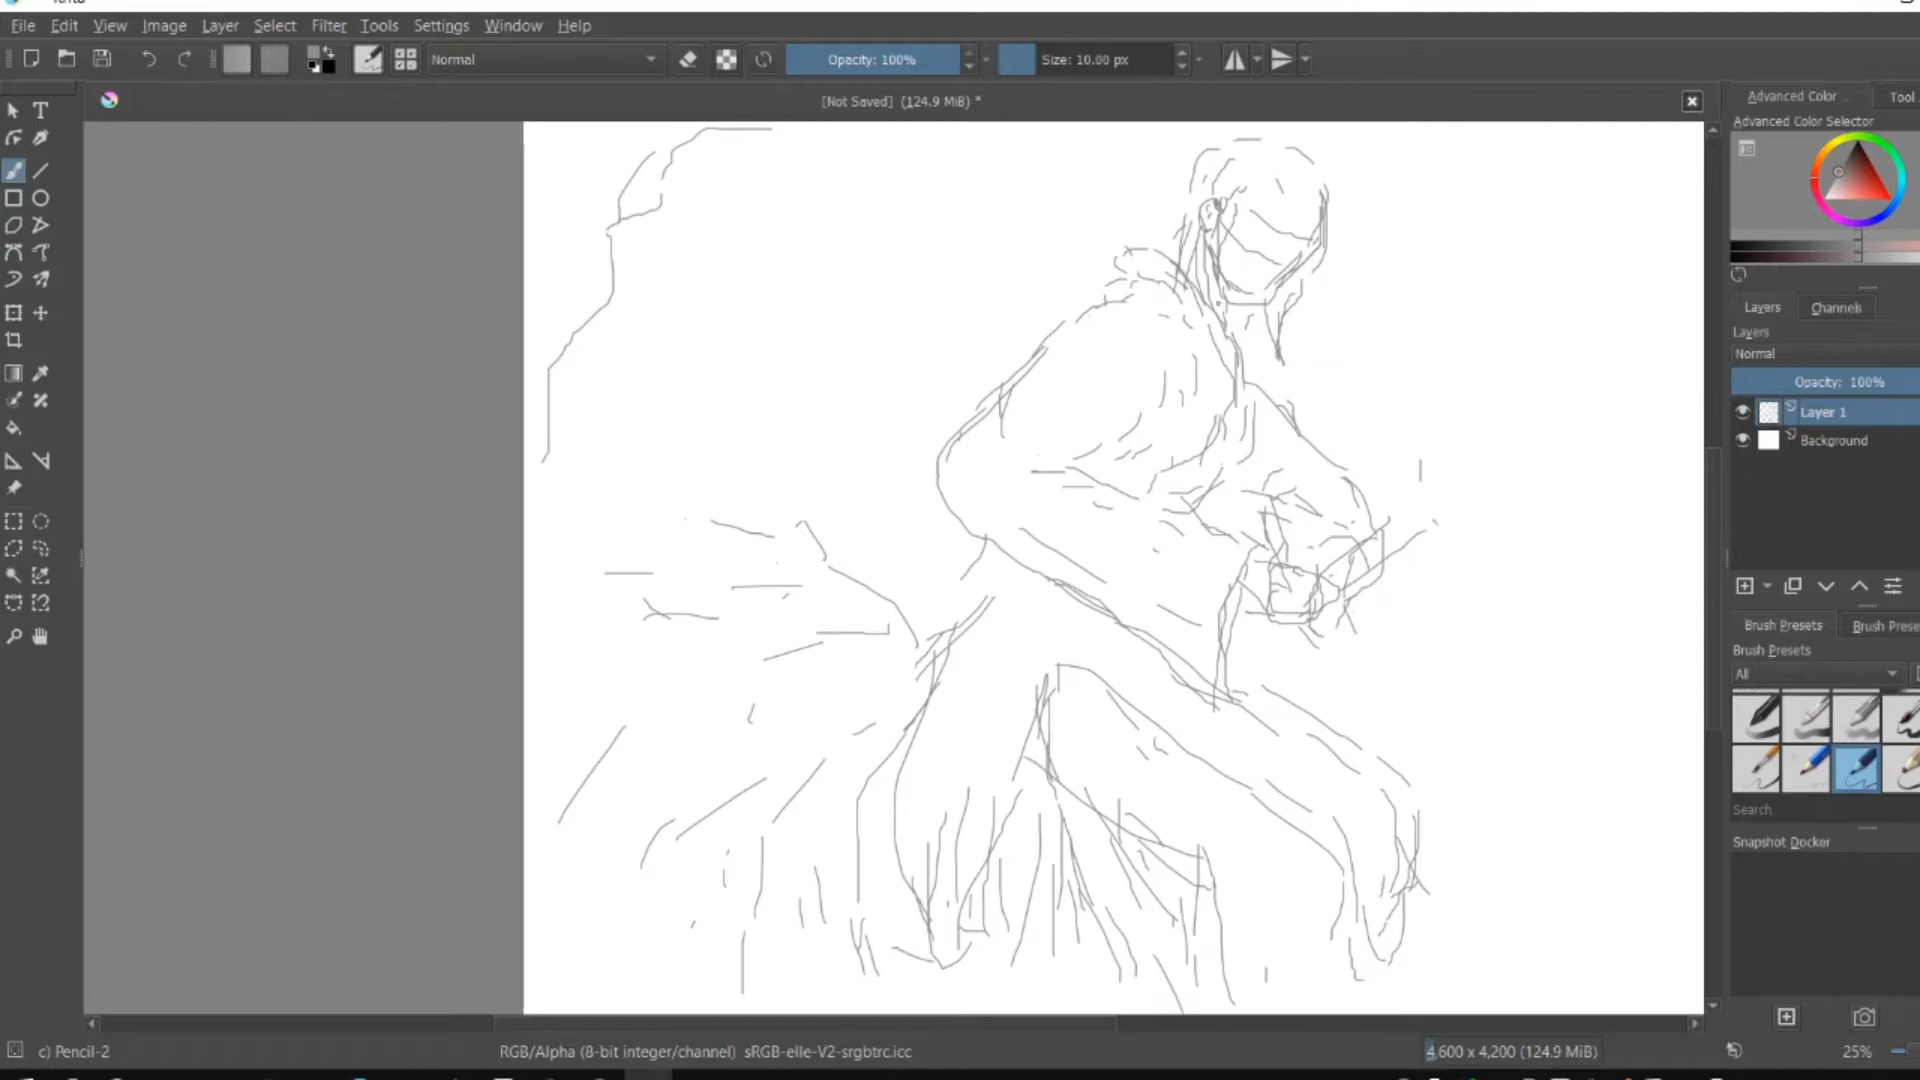 File Edit View Image Layer Select Filter Tools Settings Window Help
Normal Opacity: 100% Size: 10.00 px
[Not Saved] (124.9 MiB) *
T
Advanced Color ... Tool
Advanced Color Selector
Layers Channels
Layers
Normal
Opacity: 100%
Layer 1
Background
Brush Presets Brush Prese
Brush Presets
All
Search
Snapshot Docker
c) Pencil-2 RGB/Alpha (8-bit integer/channel) sRGB-elle-V2-srgbtrc.icc 4,600 x 4,200 (124.9 MiB) 25%